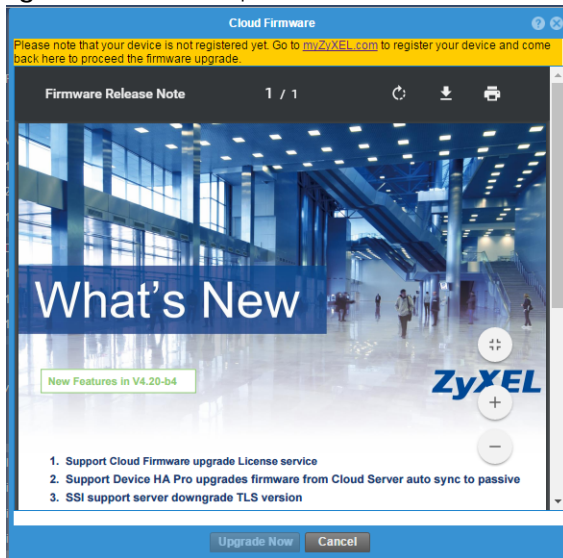 Cloud Firmware
Please note that your device is not registered yet. Go to myZyXEL.com to register your device and come
back here to proceed the firmware upgrade.
Firmware Release Note 1 / 1
What's New
New Features in V4.20-b4
ZyXEL
1. Support Cloud Firmware upgrade License service
2. Support Device HA Pro upgrades firmware from Cloud Server auto sync to passive
3. SSI support server downgrade TLS version
Upgrade Now Cancel